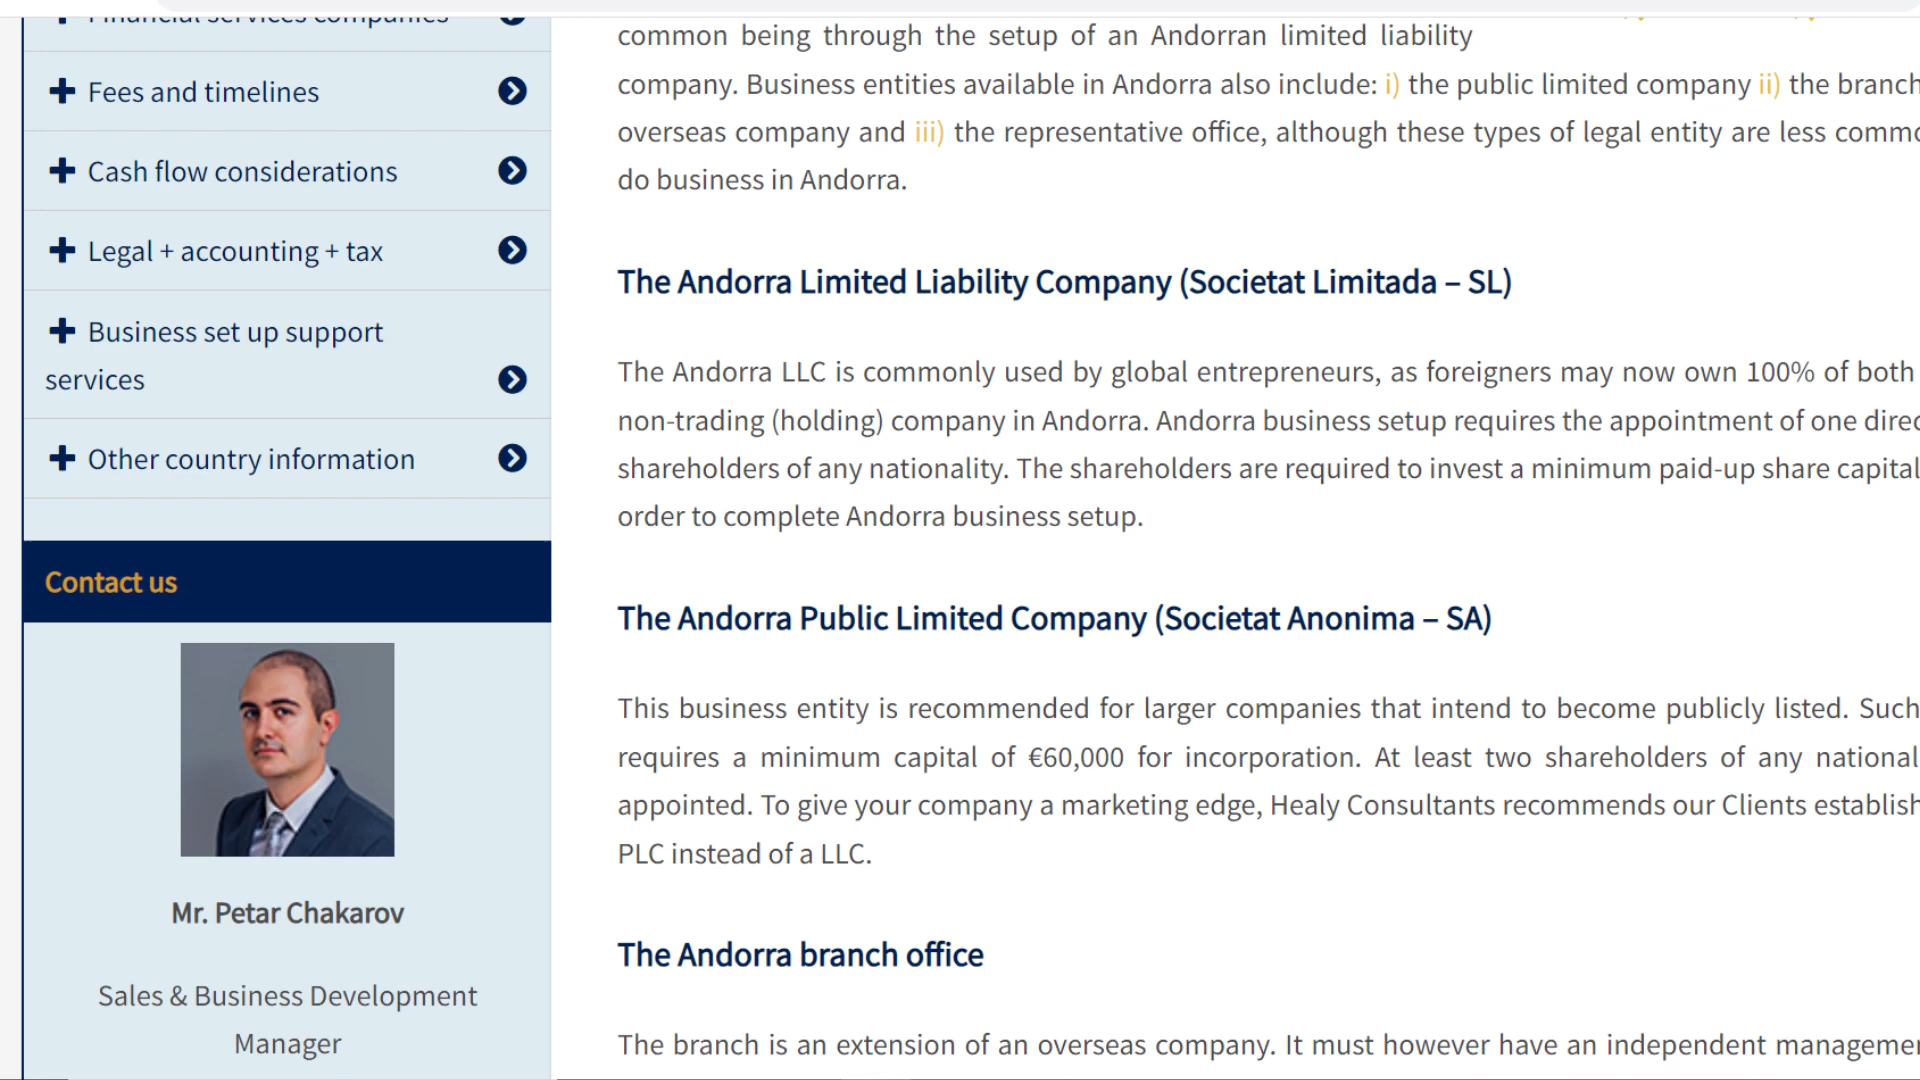 Financial services companies
Fees and timelines
Cash flow considerations
Legal + accounting + tax
Business set up support
services
Other country information
Contact us
Mr. Petar Chakarov
Sales & Business Development
Manager
common being through the setup of an Andorran limited liability
company. Business entities available in Andorra also include: i) the public limited company ii) the branch
overseas company and iii) the representative office, although these types of legal entity are less
do business in Andorra.
The Andorra Limited Liability Company (Societat Limitada – SL)
The Andorra LLC is commonly used by global entrepreneurs, as foreigners may now own 100% of both
non-trading (holding) company in Andorra. Andorra business setup requires the appointment of one
shareholders of any nationality. The shareholders are required to invest a minimum paid-up share capital
order to complete Andorra business setup.
The Andorra Public Limited Company (Societat Anonima – SA)
This business entity is recommended for larger companies that intend to become publicly listed. Such
requires a minimum capital of €60,000 for incorporation. At least two shareholders of any
appointed. To give your company a marketing edge, Healy Consultants recommends our Clients establish
PLC instead of a LLC.
The Andorra branch office
The branch is an extension of an overseas company. It must however have an independent